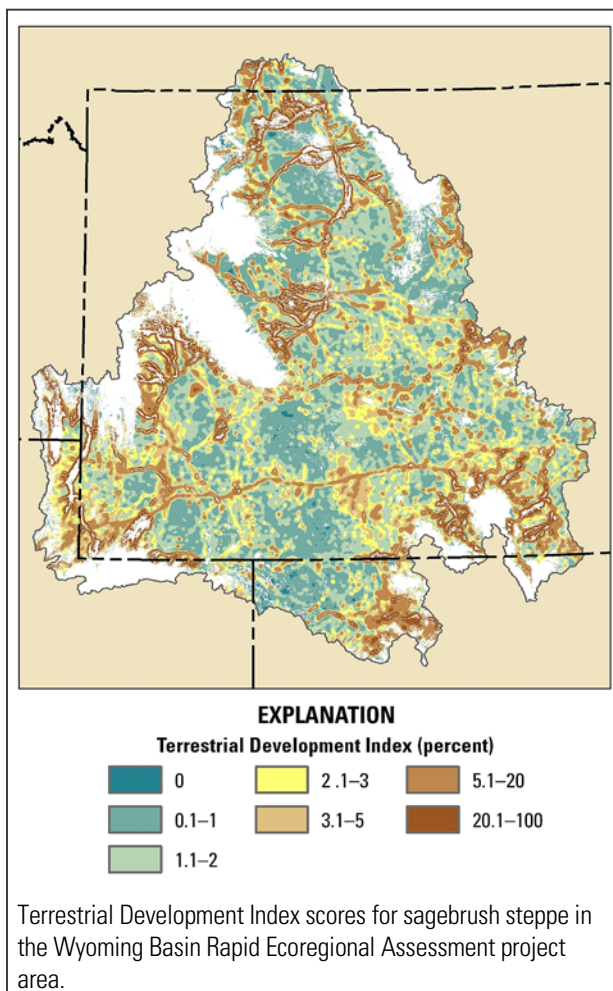 EXPLANATION
Terrestrial Development Index (percent)
0
2 .1–3
5.1–20
0.1–1
3.1–5
20.1–100
1.1–2
Terrestrial Development Index scores for sagebrush steppe in
the Wyoming Basin Rapid Ecoregional Assessment project
area.